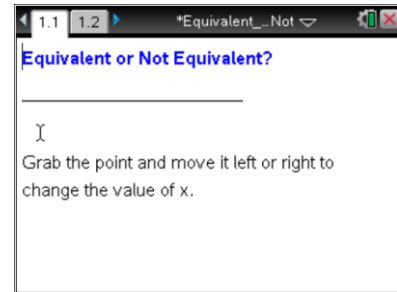 1.1 1.2 *Equivalent_...Not
Equivalent or Not Equivalent?
Grab the point and move it left or right to
change the value of x.